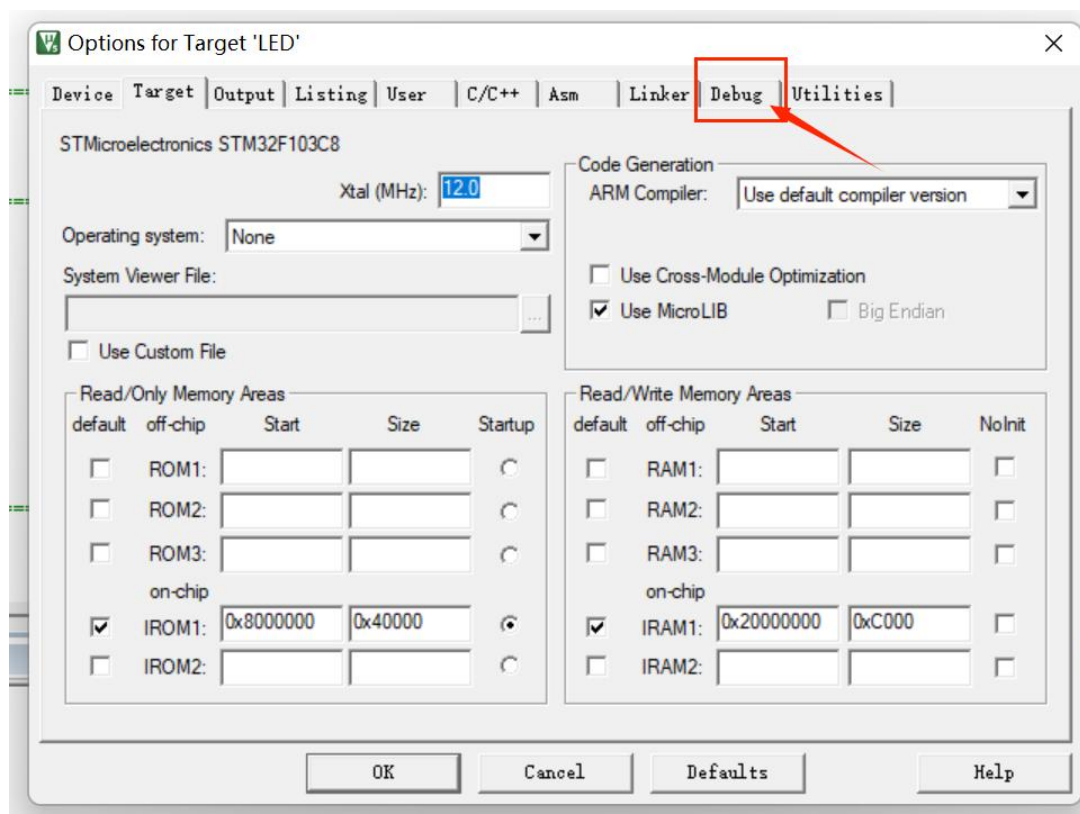 Options for Target 'LED'
Device Target Output Listing User C/C++ Asm Linker Debug Utilities
STMicroelectronics STM32F103C8
Xtal (MHz): 12.0
Operating system: None
System Viewer File:
...
Use Custom File
Code Generation
ARM Compiler: Use default compiler version
Use Cross-Module Optimization
Use MicroLIB Big Endian
Read/Only Memory Areas
default off-chip Start Size Startup
ROM1:
ROM2:
ROM3:
on-chip
IROM1: 0x8000000 0x40000
IROM2:
Read/Write Memory Areas
default off-chip Start Size NoInit
RAM1:
RAM2:
RAM3:
on-chip
IRAM1: 0x20000000 0xC000
IRAM2:
OK Cancel Defaults Help